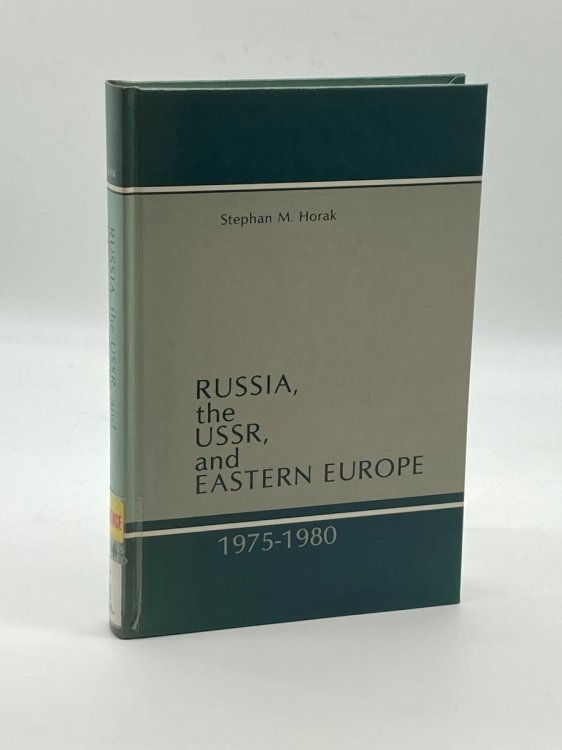 Stephan M. Horak
RUSSIA,
the
USSR,
and
EASTERN EUROPE
1975-1980
RUSSIA, the USSR, and